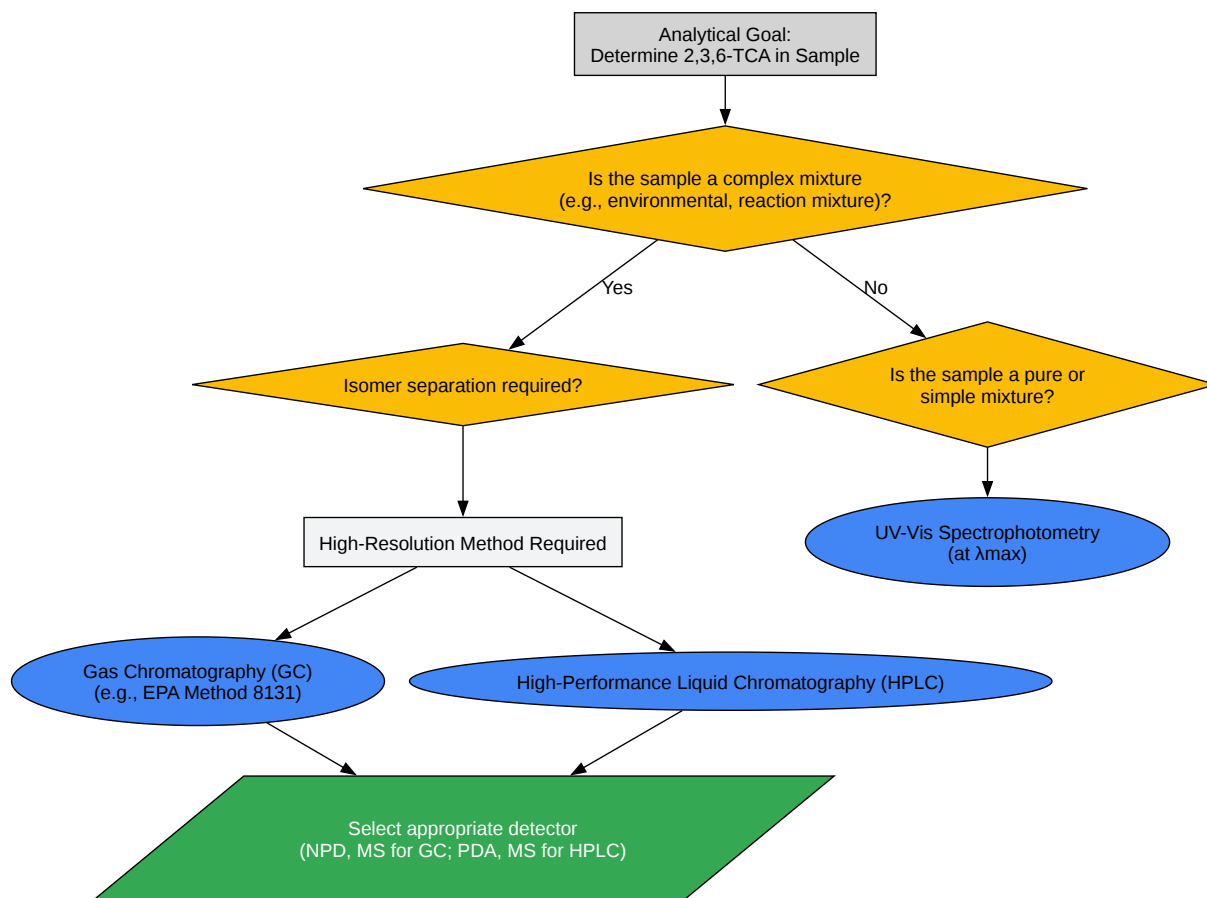 Analytical Goal:
Determine 2,3,6-TCA in Sample
Is the sample a complex mixture
(e.g., environmental, reaction mixture)?
Yes
No
Isomer separation required?
Is the sample a pure or
simple mixture?
High-Resolution Method Required
UV-Vis Spectrophotometry
(at λmax)
Gas Chromatography (GC)
(e.g., EPA Method 8131)
High-Performance Liquid Chromatography (HPLC)
Select appropriate detector
(NPD, MS for GC; PDA, MS for HPLC)